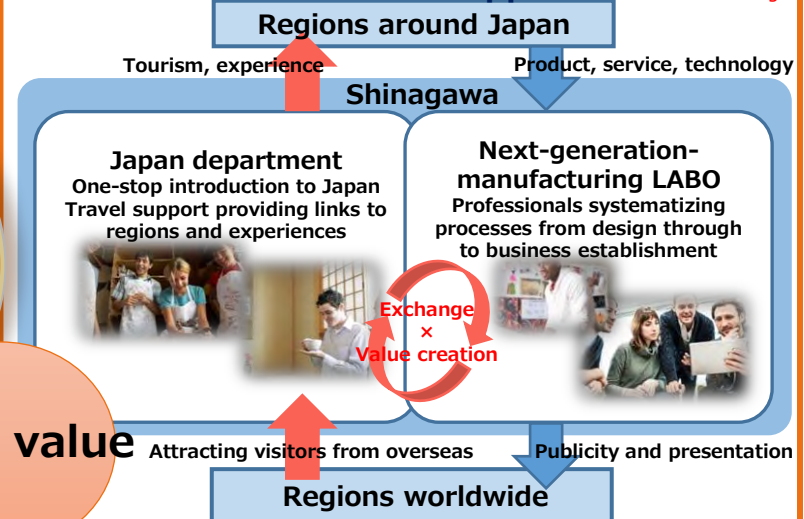 Regions around Japan
Tourism, experience
Product, service, technology
Shinagawa
Japan department
One-stop introduction to Japan
Travel support providing links to
regions and experiences
Next-generation-
manufacturing LABO
Professionals systematizing
processes from design through
to business establishment
Exchange
×
Value creation
value
Attracting visitors from overseas
Publicity and presentation
Regions worldwide